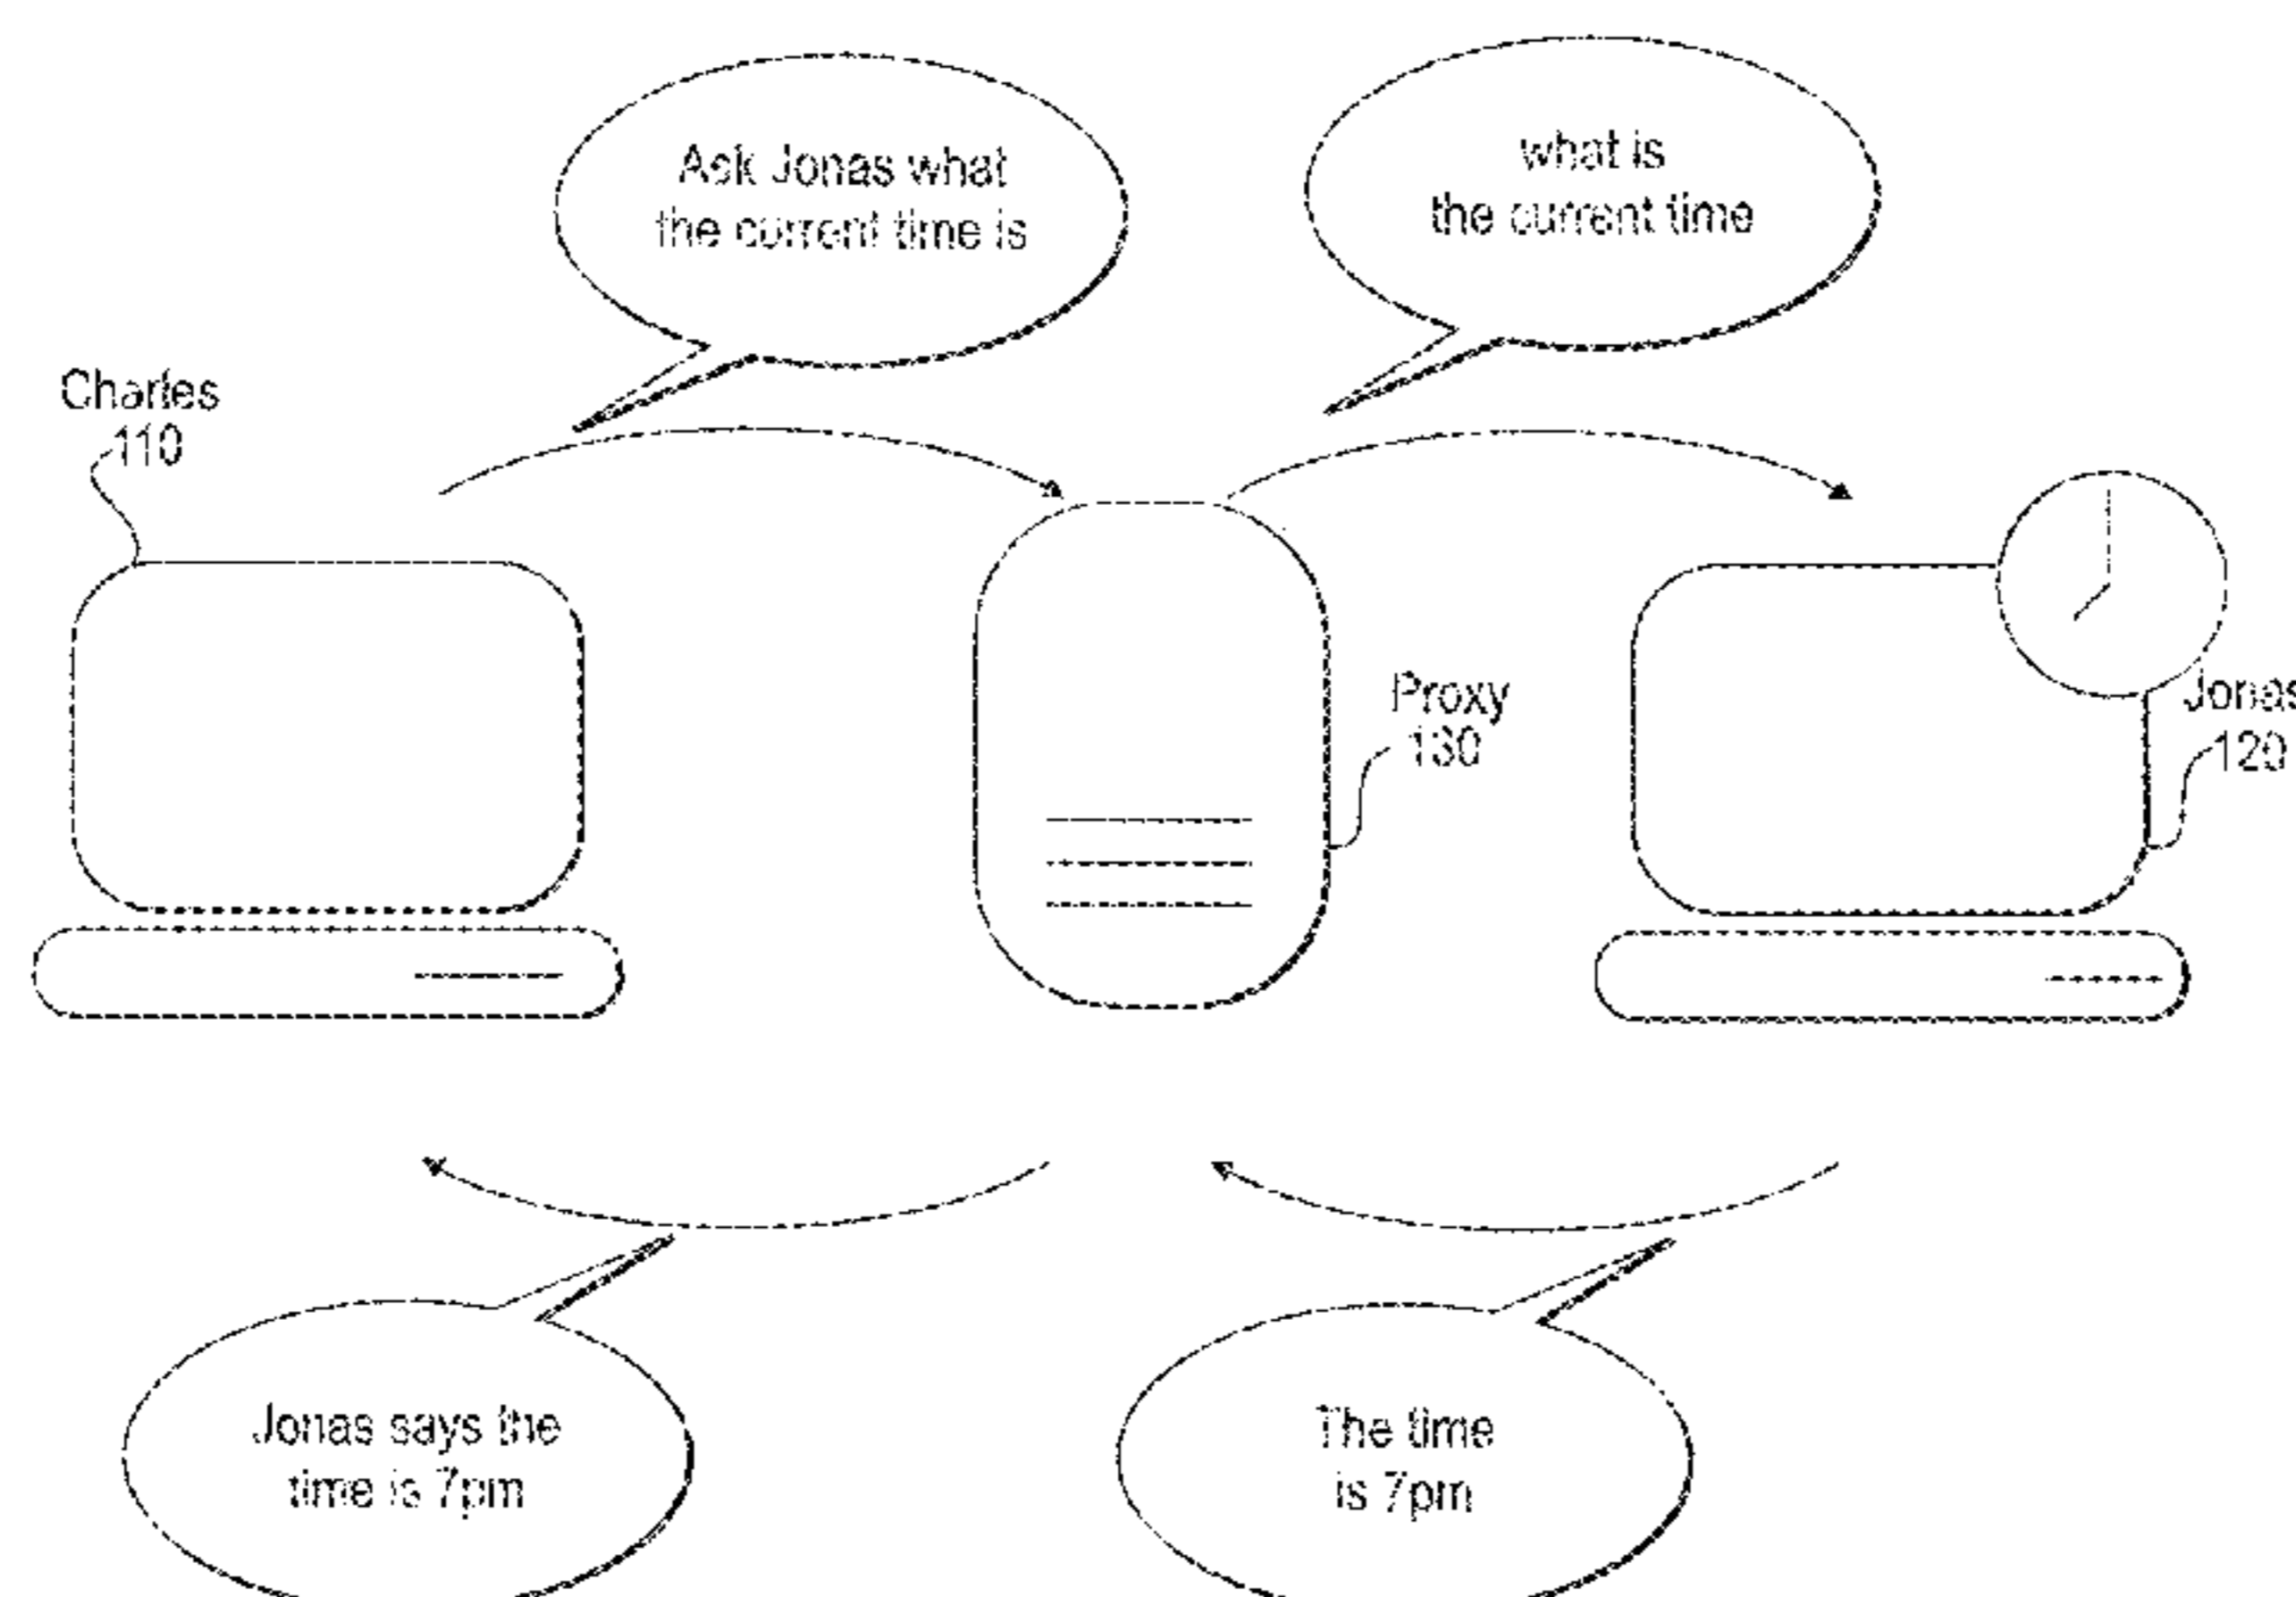 Ask Jonas what
the current time is
what is
the current time
Charles
110
Proxy
130
Jonas
120
Jonas says the
time is 7pm
The time
is 7pm